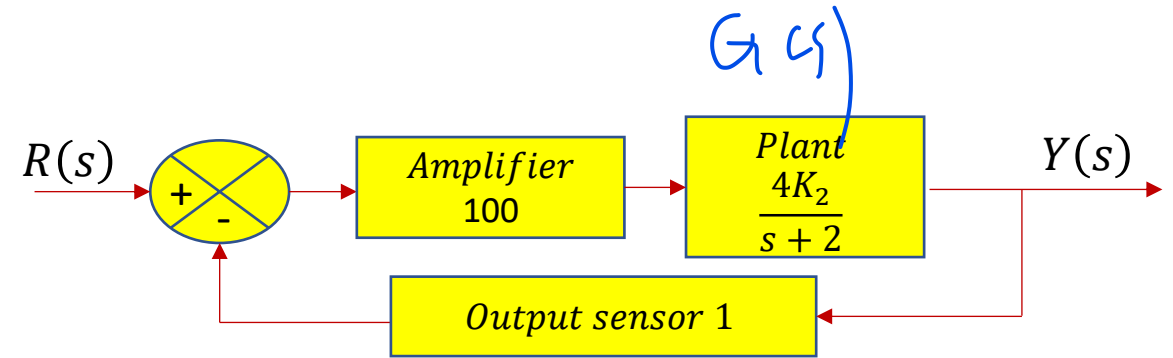 G(s)
R(s)
+
-
Amplifier
100
Plant
4K₂
s + 2
Y(s)
Output sensor 1